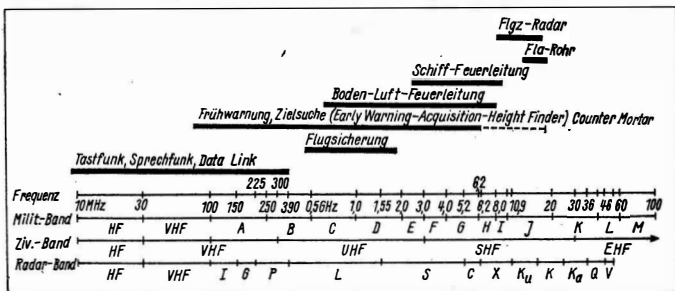 Flgz-Radar
Fla-Rohr
Schiff-Feuerleitung
Boden-Luft-Feuerleitung
Frühwarnung, Zielsuche (Early Warning-Acquisition-Height Finder) Counter Mortar
Flugsicherung
Tastfunk, Sprechfunk, Data Link
225 300 62
Frequenz
10MHz 30 100 150 250 390 0,5GHz 1,0 1,55 2,0 3,0 4,0 5,2 6,2 8,0 10,9 20 30 36 46 60 100
Milit-Band HF VHF A B C D E F G H I J K L M
Ziv.-Band HF VHF UHF SHF EHF
Radar-Band HF VHF I G P L S C X Ku K Ka Q V